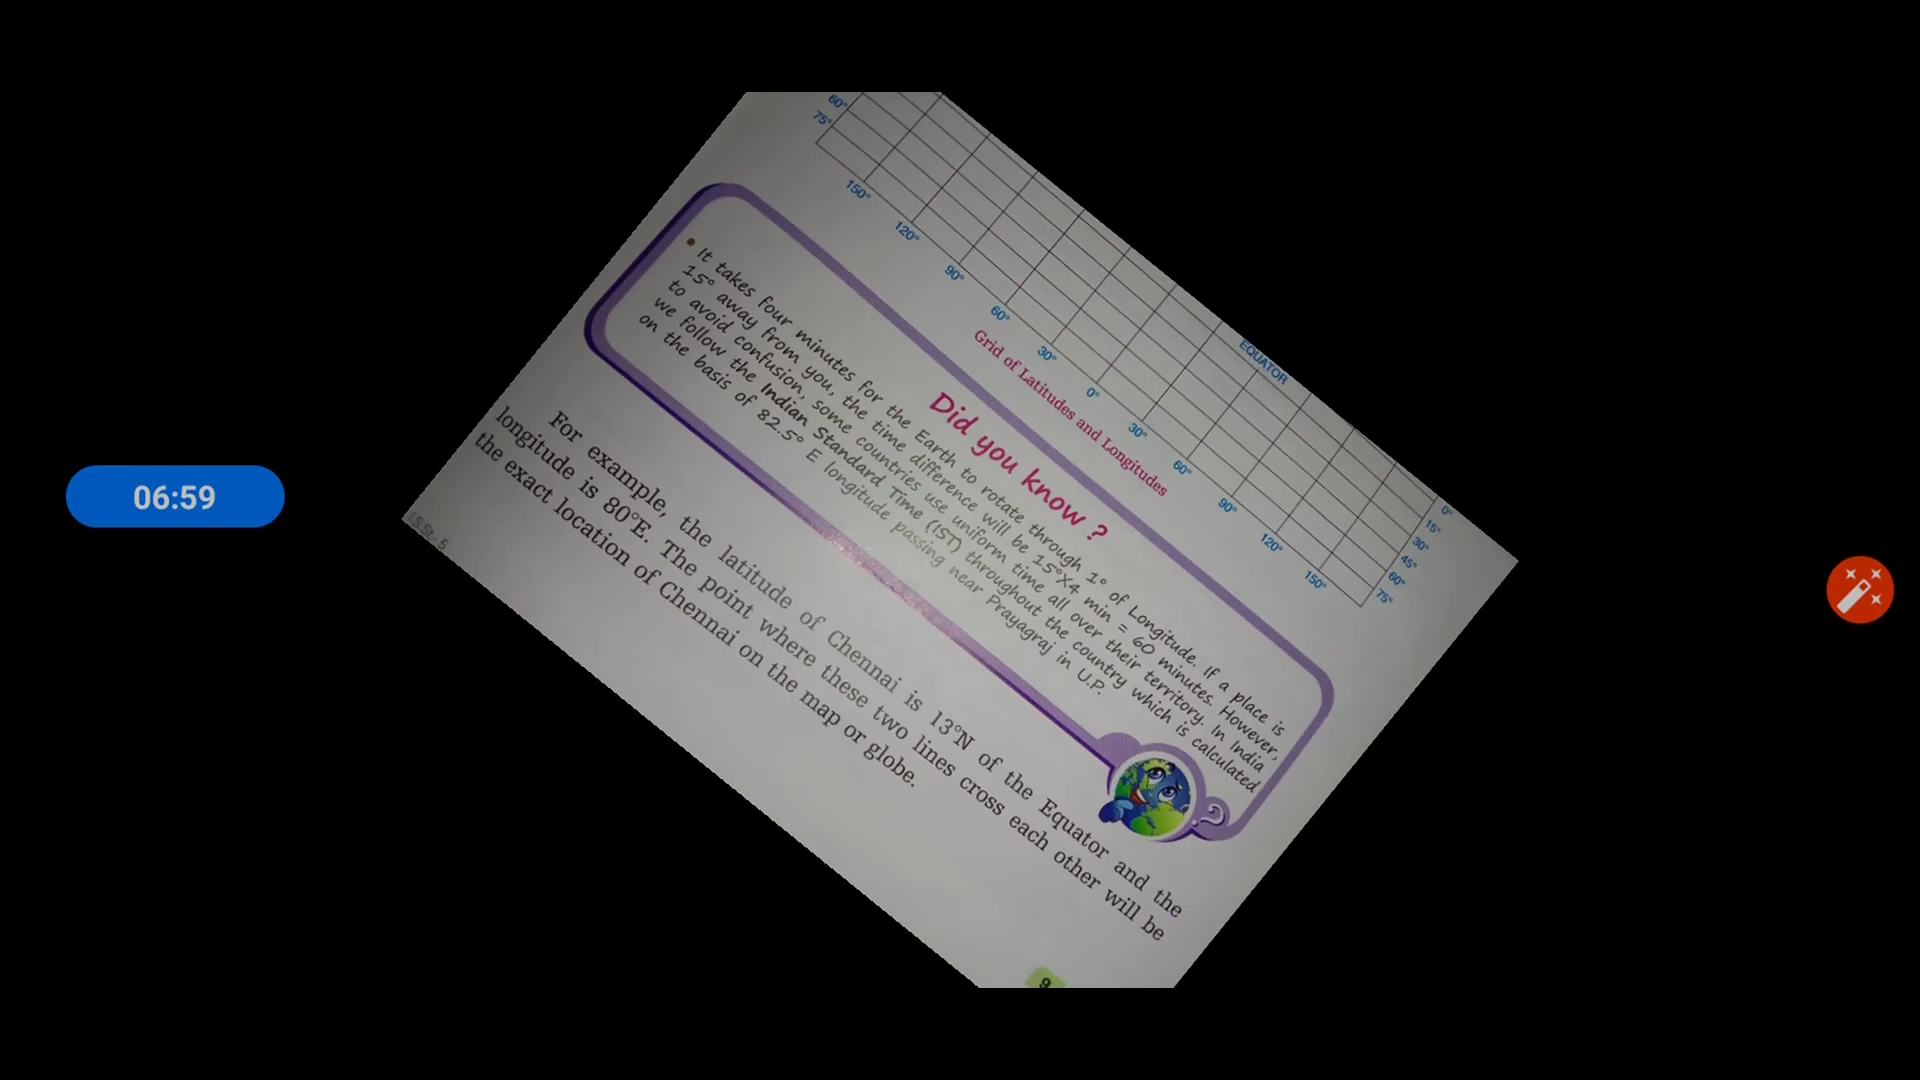 60°
75°
150°
120°
90°
60°
30°
0°
30°
60°
90°
120°
150°
EQUATOR
0°
15°
30°
45°
60°
75°
Grid of Latitudes and Longitudes
Did you know ?
• It takes four minutes for the Earth to rotate through 1° of Longitude. If a place is
15° away from you, the time difference will be 15°X4 min = 60 minutes. However,
to avoid confusion, some countries use uniform time all over their territory. In India
we follow the Indian Standard Time (IST) throughout the country which is calculated
on the basis of 82.5° E longitude passing near Prayagraj in U.P.
For example, the latitude of Chennai is 13°N of the Equator and the
longitude is 80°E. The point where these two lines cross each other will be
the exact location of Chennai on the map or globe.
9
06:59